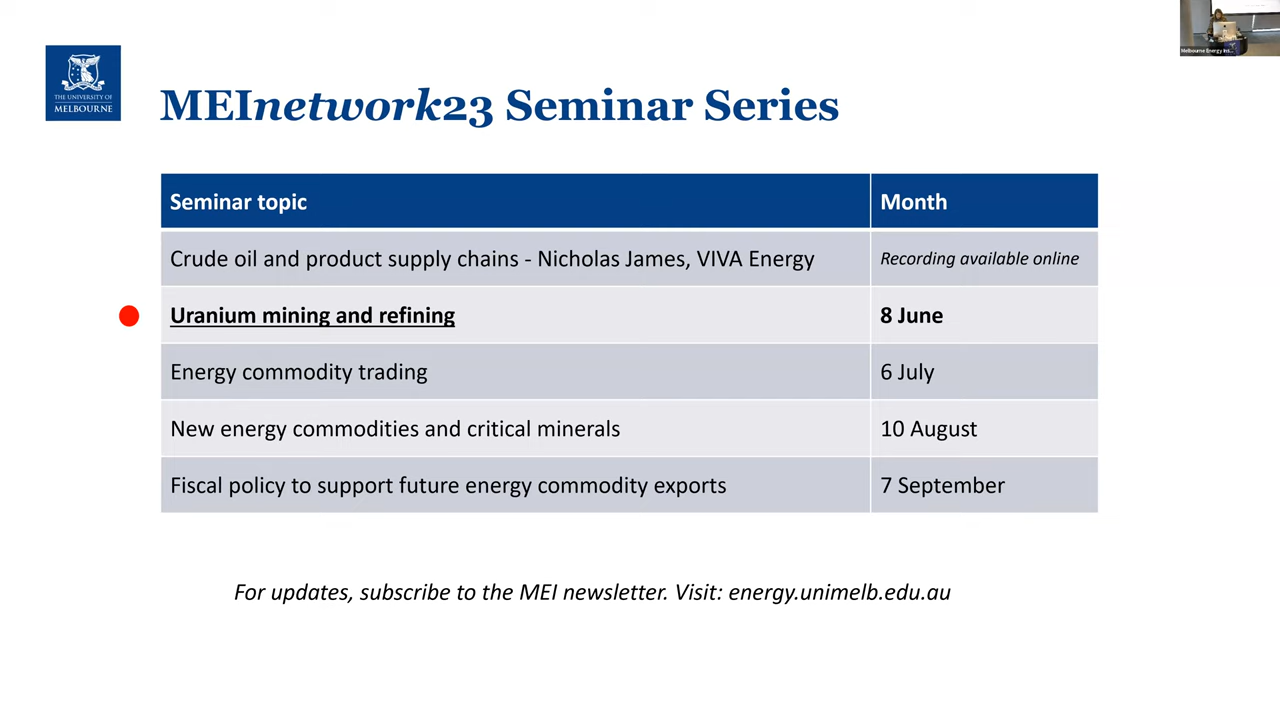 Melbourne Energy Ins...
THE UNIVERSITY OF
MELBOURNE
MEInetwork23 Seminar Series
Seminar topic Month
Crude oil and product supply chains - Nicholas James, VIVA Energy Recording available online
Uranium mining and refining 8 June
Energy commodity trading 6 July
New energy commodities and critical minerals 10 August
Fiscal policy to support future energy commodity exports 7 September
For updates, subscribe to the MEI newsletter. Visit: energy.unimelb.edu.au